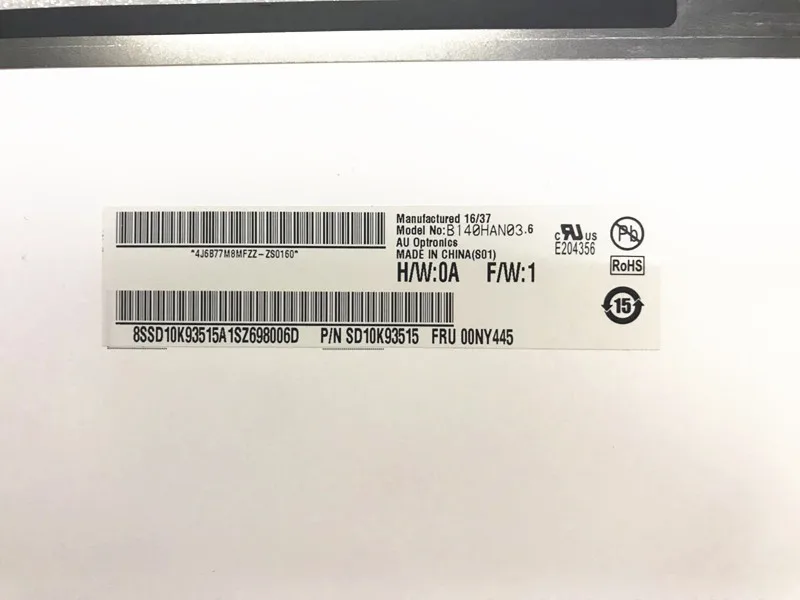 Manufactured 16/37
Model No:B140HAN03.6
AU Optronics
MADE IN CHINA(S01)
*4J6B77M8MFZZ-ZS0160*
H/W:0A F/W:1
c RU US
E204356
Pb
RoHS
15
8SSD10K93515A1SZ698006D P/N SD10K93515 FRU 00NY445